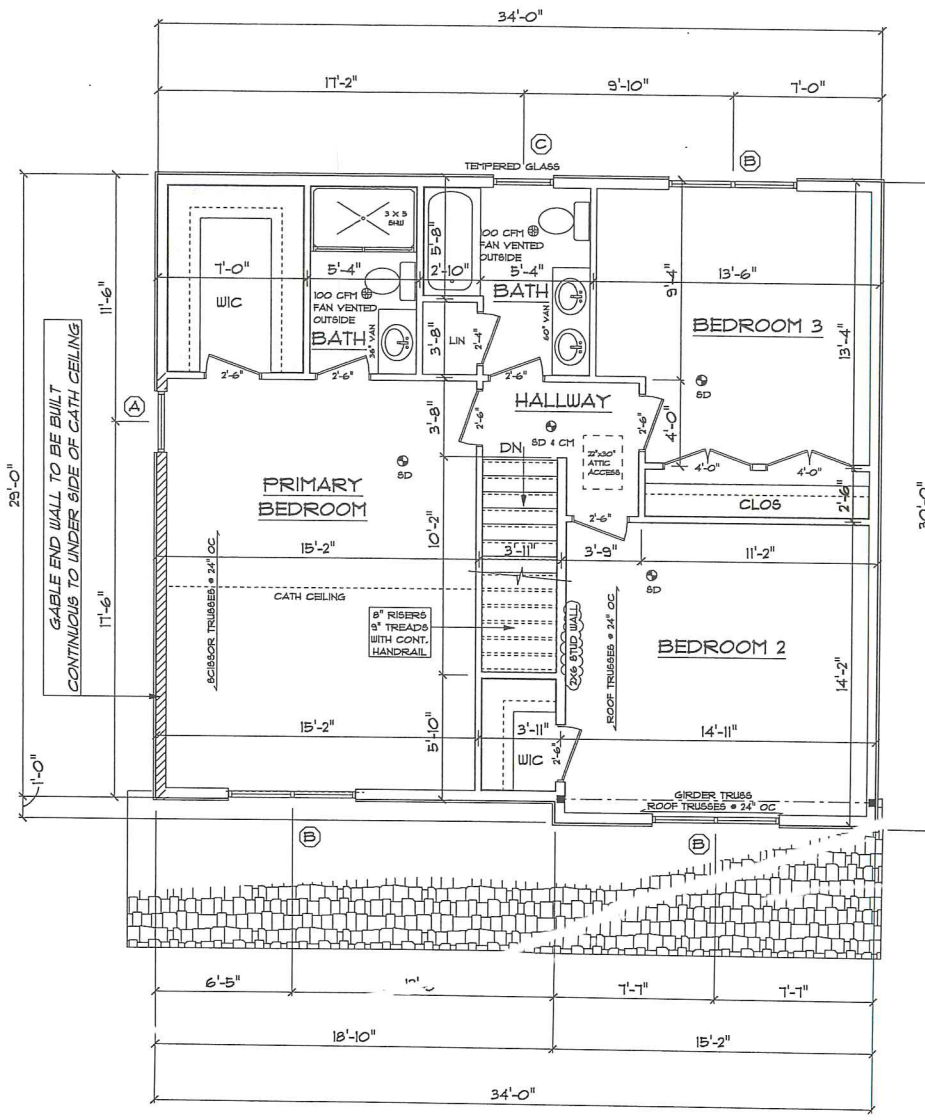 34'-0"
17'-2"
9'-10"
7'-0"
C
TEMPERED GLASS
B
3 X 5
SHW
100 CFM
FAN VENTED
OUTSIDE
5'-8"
7'-0"
5'-4"
2'-10"
5'-4"
13'-6"
WIC
100 CFM
FAN VENTED
OUTSIDE
BATH
36" VAN
BATH
60" VAN
9'-4"
BEDROOM 3
13'-4"
11'-6"
3'-8"
LIN
2'-4"
2'-6"
2'-6"
2'-6"
A
3'-8"
2'-6"
HALLWAY
SD & CM
2'-6"
4'-0"
SD
DN
22"x30"
ATTIC
ACCESS
4'-0"
4'-0"
CLOS
2'-6"
SD
PRIMARY
BEDROOM
29'-0"
30'-0"
GABLE END WALL TO BE BUILT
CONTINUOUS TO UNDER SIDE OF CATH CEILING
17'-6"
10'-2"
2'-6"
15'-2"
3'-11"
3'-9"
11'-2"
SD
SCISSOR TRUSSES @ 24" OC
CATH CEILING
8" RISERS
9" TREADS
WITH CONT.
HANDRAIL
2X6 STUD WALL
ROOF TRUSSES @ 24" OC
BEDROOM 2
14'-2"
15'-2"
5'-10"
3'-11"
14'-11"
WIC
2'-6"
1'-0"
GIRDER TRUSS
ROOF TRUSSES @ 24" OC
B
B
6'-5"
7'-7"
7'-7"
18'-10"
15'-2"
34'-0"